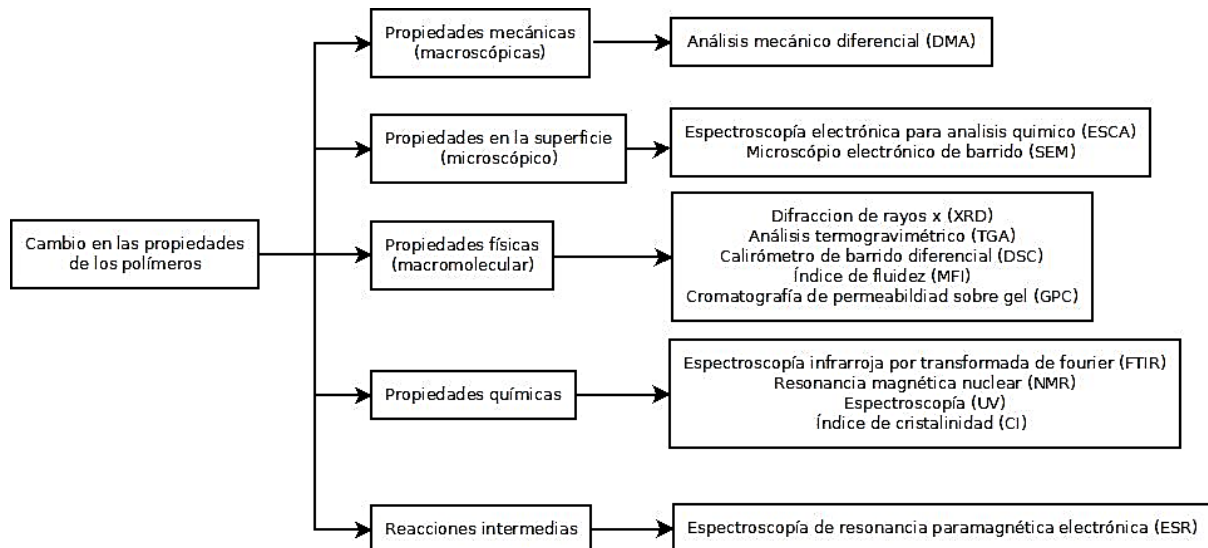 Propiedades mecánicas
(macroscópicas)
Análisis mecánico diferencial (DMA)
Propiedades en la superficie
(microscópico)
Espectroscopía electrónica para analisis quimico (ESCA)
Microscópio electrónico de barrido (SEM)
Cambio en las propiedades
de los polímeros
Propiedades físicas
(macromolecular)
Difraccion de rayos x (XRD)
Análisis termogravimétrico (TGA)
Calirómetro de barrido diferencial (DSC)
Índice de fluidez (MFI)
Cromatografía de permeabildiad sobre gel (GPC)
Propiedades químicas
Espectroscopía infrarroja por transformada de fourier (FTIR)
Resonancia magnética nuclear (NMR)
Espectroscopía (UV)
Índice de cristalinidad (CI)
Reacciones intermedias
Espectroscopía de resonancia paramagnética electrónica (ESR)